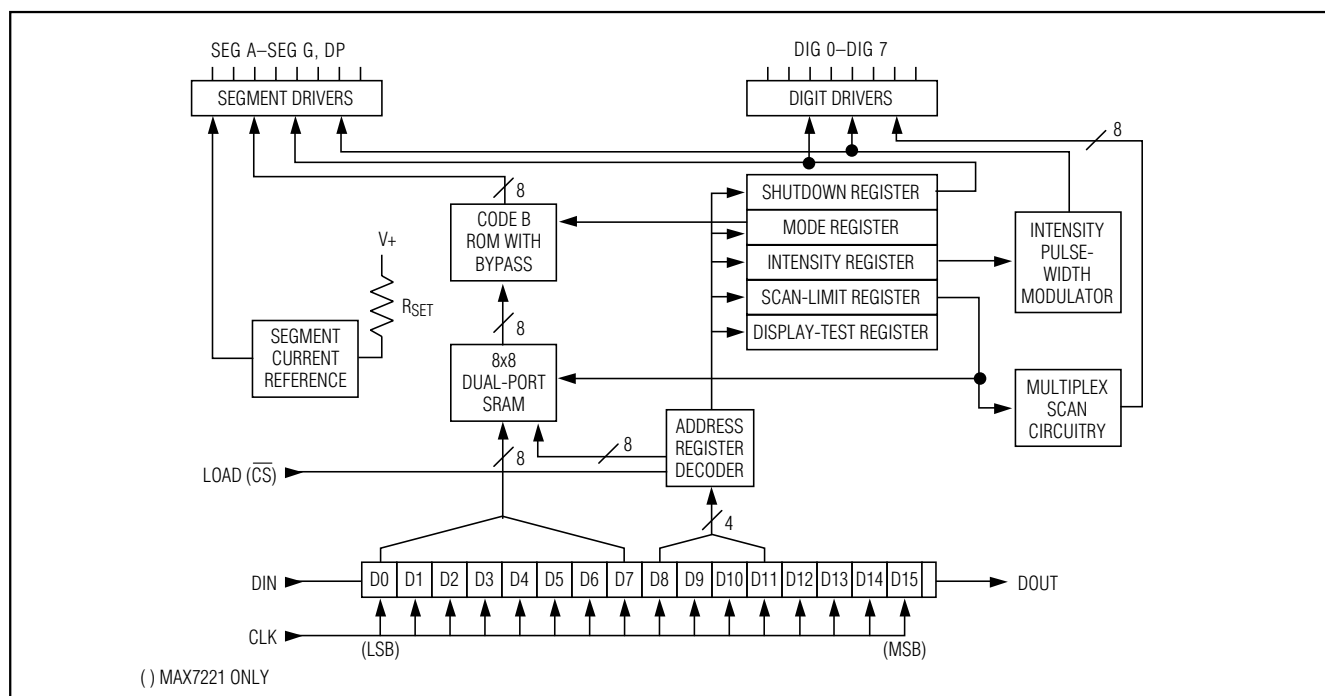 SEG A–SEG G, DP
DIG 0–DIG 7
SEGMENT DRIVERS
DIGIT DRIVERS
8
8
SHUTDOWN REGISTER
MODE REGISTER
INTENSITY REGISTER
SCAN-LIMIT REGISTER
DISPLAY-TEST REGISTER
CODE B
ROM WITH
BYPASS
INTENSITY
PULSE-
WIDTH
MODULATOR
V+
RSET
8
SEGMENT
CURRENT
REFERENCE
8x8
DUAL-PORT
SRAM
MULTIPLEX
SCAN
CIRCUITRY
ADDRESS
REGISTER
DECODER
8
8
LOAD (C̅S̅)
4
DIN
D0 D1 D2 D3 D4 D5 D6 D7 D8 D9 D10 D11 D12 D13 D14 D15
DOUT
CLK
(LSB)
(MSB)
( ) MAX7221 ONLY